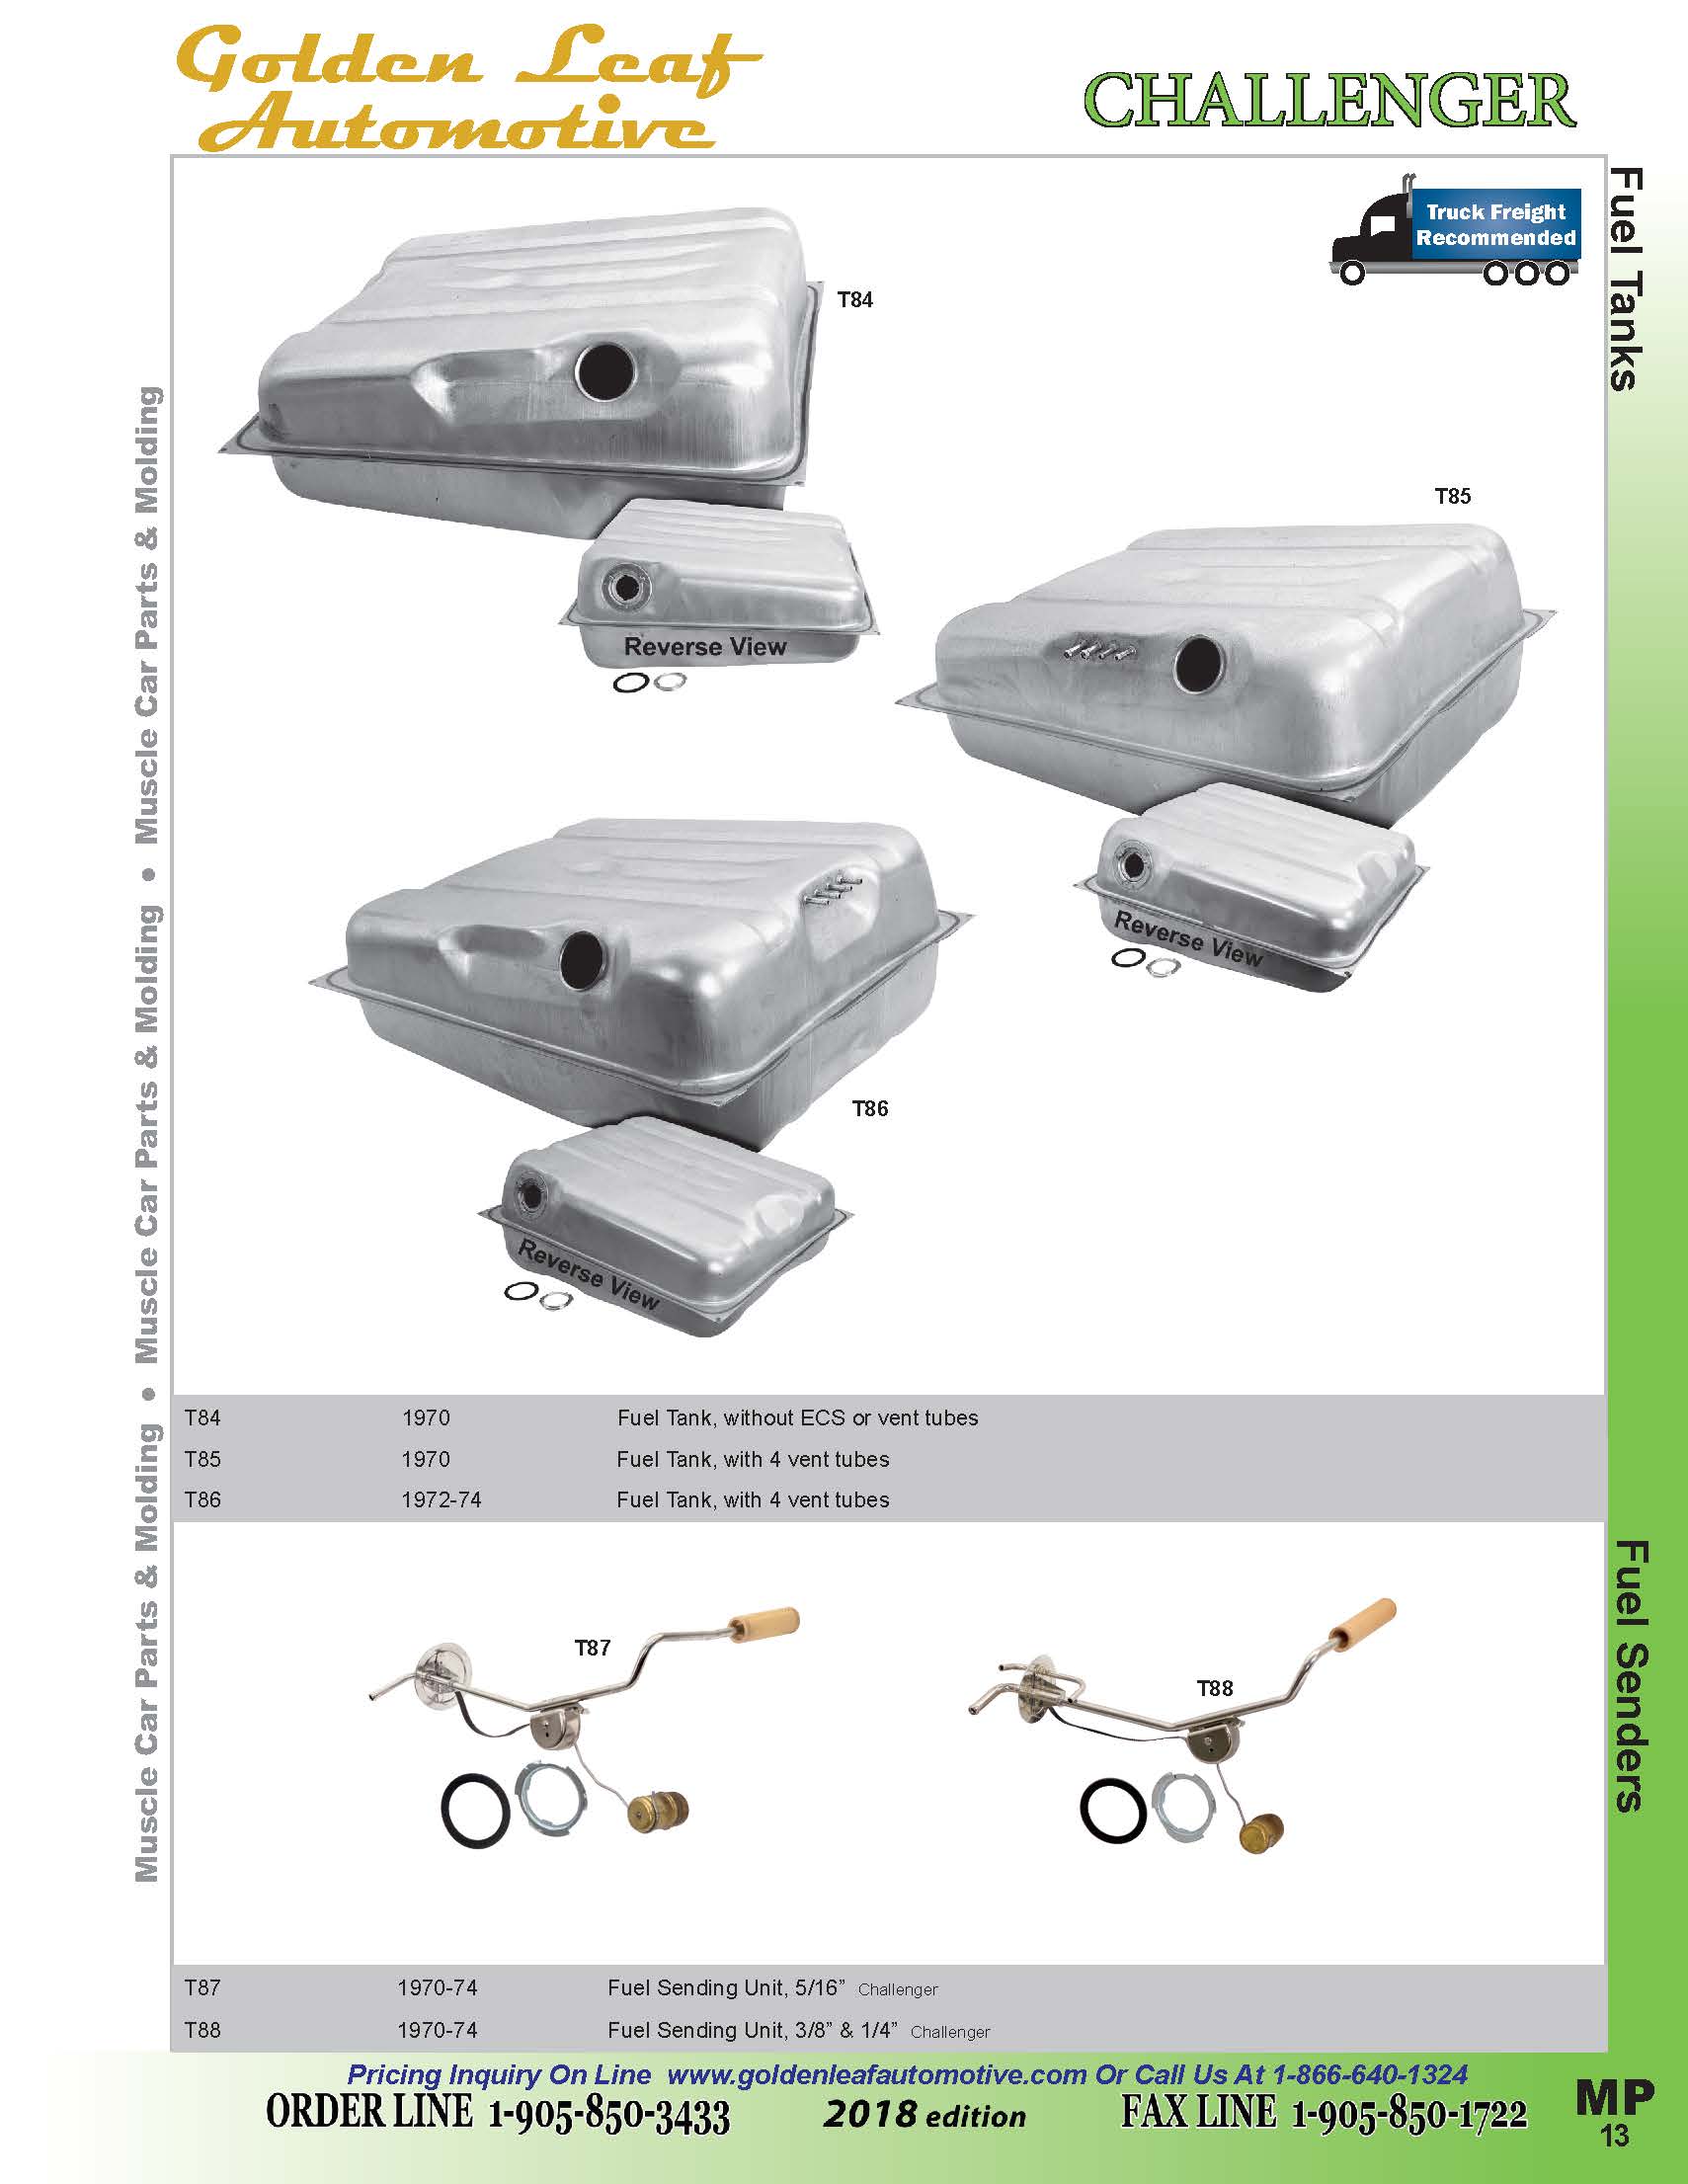 Golden Leaf
Automotive
CHALLENGER
Truck Freight
Recommended
Fuel Tanks
T84
Reverse View
T85
Reverse View
T86
Reverse View
Muscle Car Parts & Molding • Muscle Car Parts & Molding • Muscle Car Parts & Molding
T84 1970 Fuel Tank, without ECS or vent tubes
T85 1970 Fuel Tank, with 4 vent tubes
T86 1972-74 Fuel Tank, with 4 vent tubes
Fuel Senders
T87
T88
T87 1970-74 Fuel Sending Unit, 5/16” Challenger
T88 1970-74 Fuel Sending Unit, 3/8” & 1/4” Challenger
Pricing Inquiry On Line www.goldenleafautomotive.com Or Call Us At 1-866-640-1324
ORDER LINE 1-905-850-3433 2018 edition FAX LINE 1-905-850-1722
MP
13